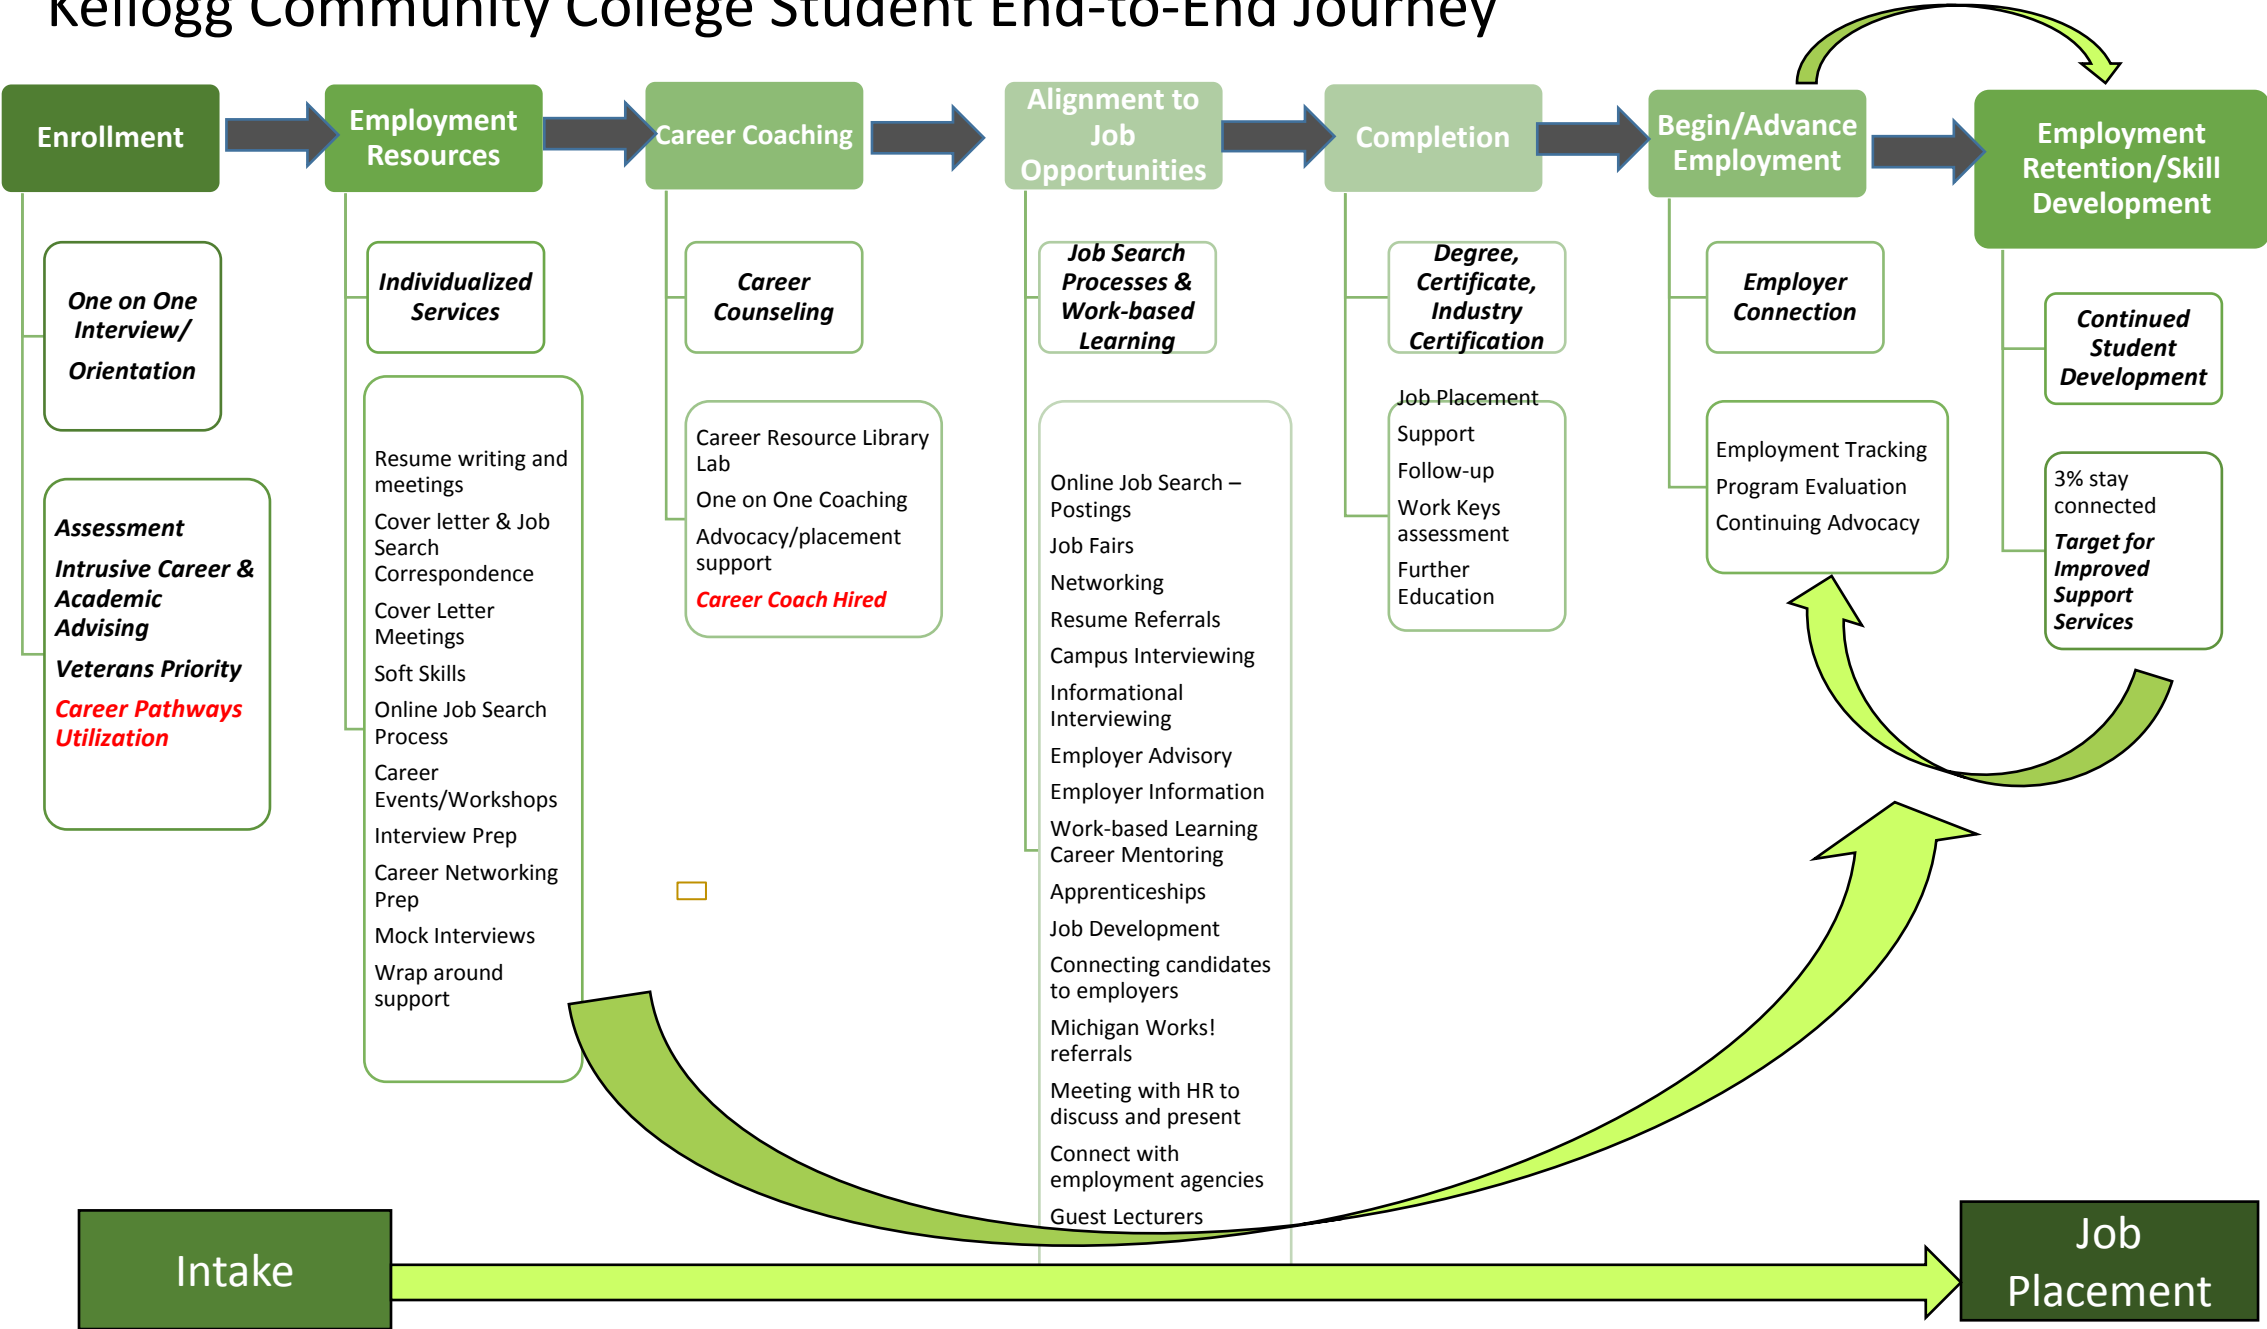 Kellogg Community College Student End-to-End Journey
Enrollment
One on One
Interview/
Orientation
Assessment
Intrusive Career &
Academic
Advising
Veterans Priority
Career Pathways
Utilization
Employment
Resources
Individualized
Services
Resume writing and
meetings
Cover letter & Job
Search
Correspondence
Cover Letter
Meetings
Soft Skills
Online Job Search
Process
Career
Events/Workshops
Interview Prep
Career Networking
Prep
Mock Interviews
Wrap around
support
Career Coaching
Career
Counseling
Career Resource Library
Lab
One on One Coaching
Advocacy/placement
support
Career Coach Hired
Alignment to
Job
Opportunities
Job Search
Processes &
Work-based
Learning
Online Job Search –
Postings
Job Fairs
Networking
Resume Referrals
Campus Interviewing
Informational
Interviewing
Employer Advisory
Employer Information
Work-based Learning
Career Mentoring
Apprenticeships
Job Development
Connecting candidates
to employers
Michigan Works!
referrals
Meeting with HR to
discuss and present
Connect with
employment agencies
Guest Lecturers
Completion
Degree,
Certificate,
Industry
Certification
Job Placement
Support
Follow-up
Work Keys
assessment
Further
Education
Begin/Advance
Employment
Employer
Connection
Employment Tracking
Program Evaluation
Continuing Advocacy
Employment
Retention/Skill
Development
Continued
Student
Development
3% stay
connected
Target for
Improved
Support
Services
Intake
Job
Placement